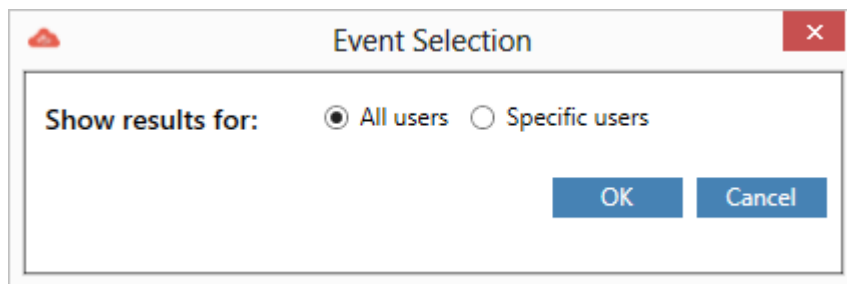 Event Selection
Show results for: All users Specific users
OK Cancel